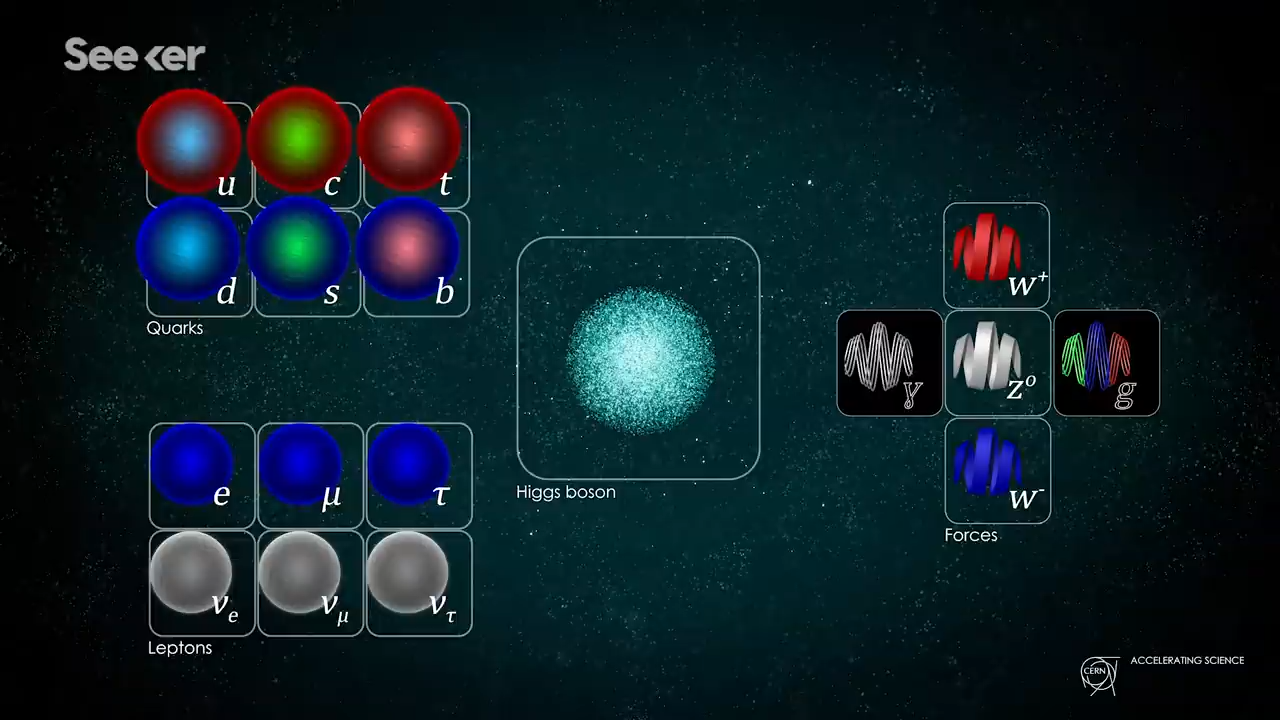 Seeker
u c t
d s b
Quarks
e μ τ
νe νμ ντ
Leptons
Higgs boson
W+
γ Z0 g
W-
Forces
CERN
ACCELERATING SCIENCE